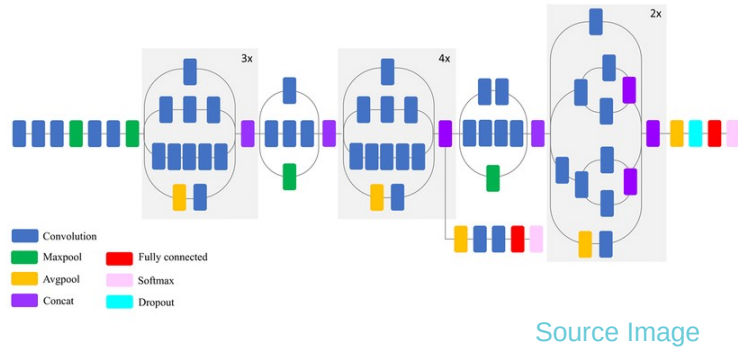 3x
4x
2x
Convolution
Maxpool
Fully connected
Avgpool
Softmax
Concat
Dropout
Source Image